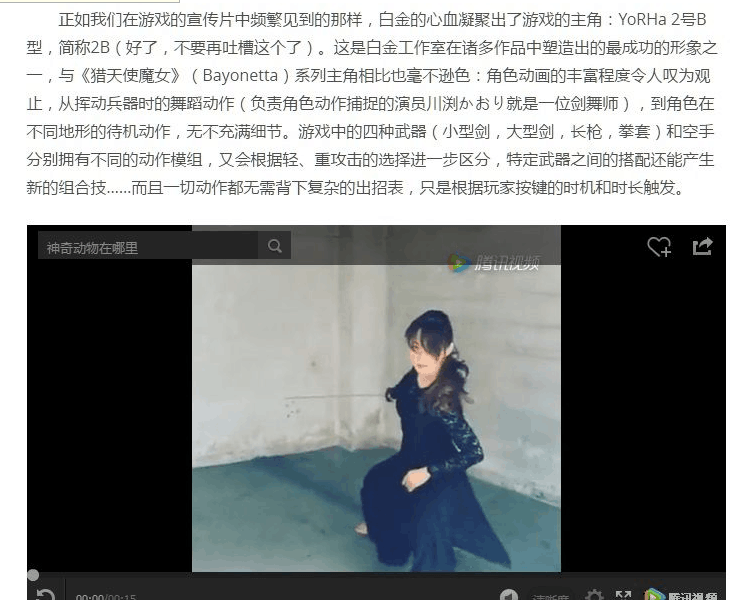 正如我们在游戏的宣传片中频繁见到的那样，白金的心血凝聚出了游戏的主角：YoRHa 2号B
型，简称2B（好了，不要再吐槽这个了）。这是白金工作室在诸多作品中塑造出的最成功的形象之
一，与《猎天使魔女》（Bayonetta）系列主角相比也毫不逊色：角色动画的丰富程度令人叹为观
止，从挥动兵器时的舞蹈动作（负责角色动作捕捉的演员川渕かおり就是一位剑舞师），到角色在
不同地形的待机动作，无不充满细节。游戏中的四种武器（小型剑，大型剑，长枪，拳套）和空手
分别拥有不同的动作模组，又会根据轻、重攻击的选择进一步区分，特定武器之间的搭配还能产生
新的组合技......而且一切动作都无需背下复杂的出招表，只是根据玩家按键的时机和时长触发。
神奇动物在哪里
腾讯视频
00:00/00:15
清晰度
腾讯视频